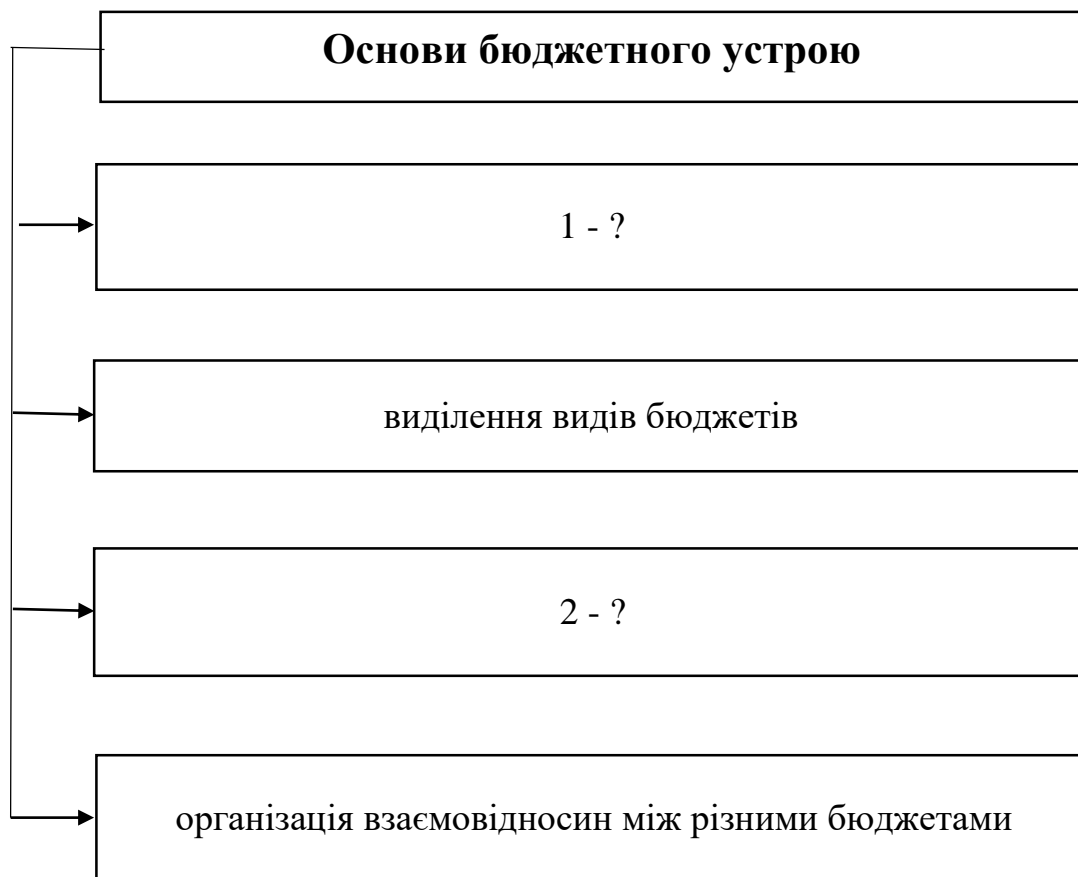 Основи бюджетного устрою
1 - ?
виділення видів бюджетів
2 - ?
організація взаємовідносин між різними бюджетами